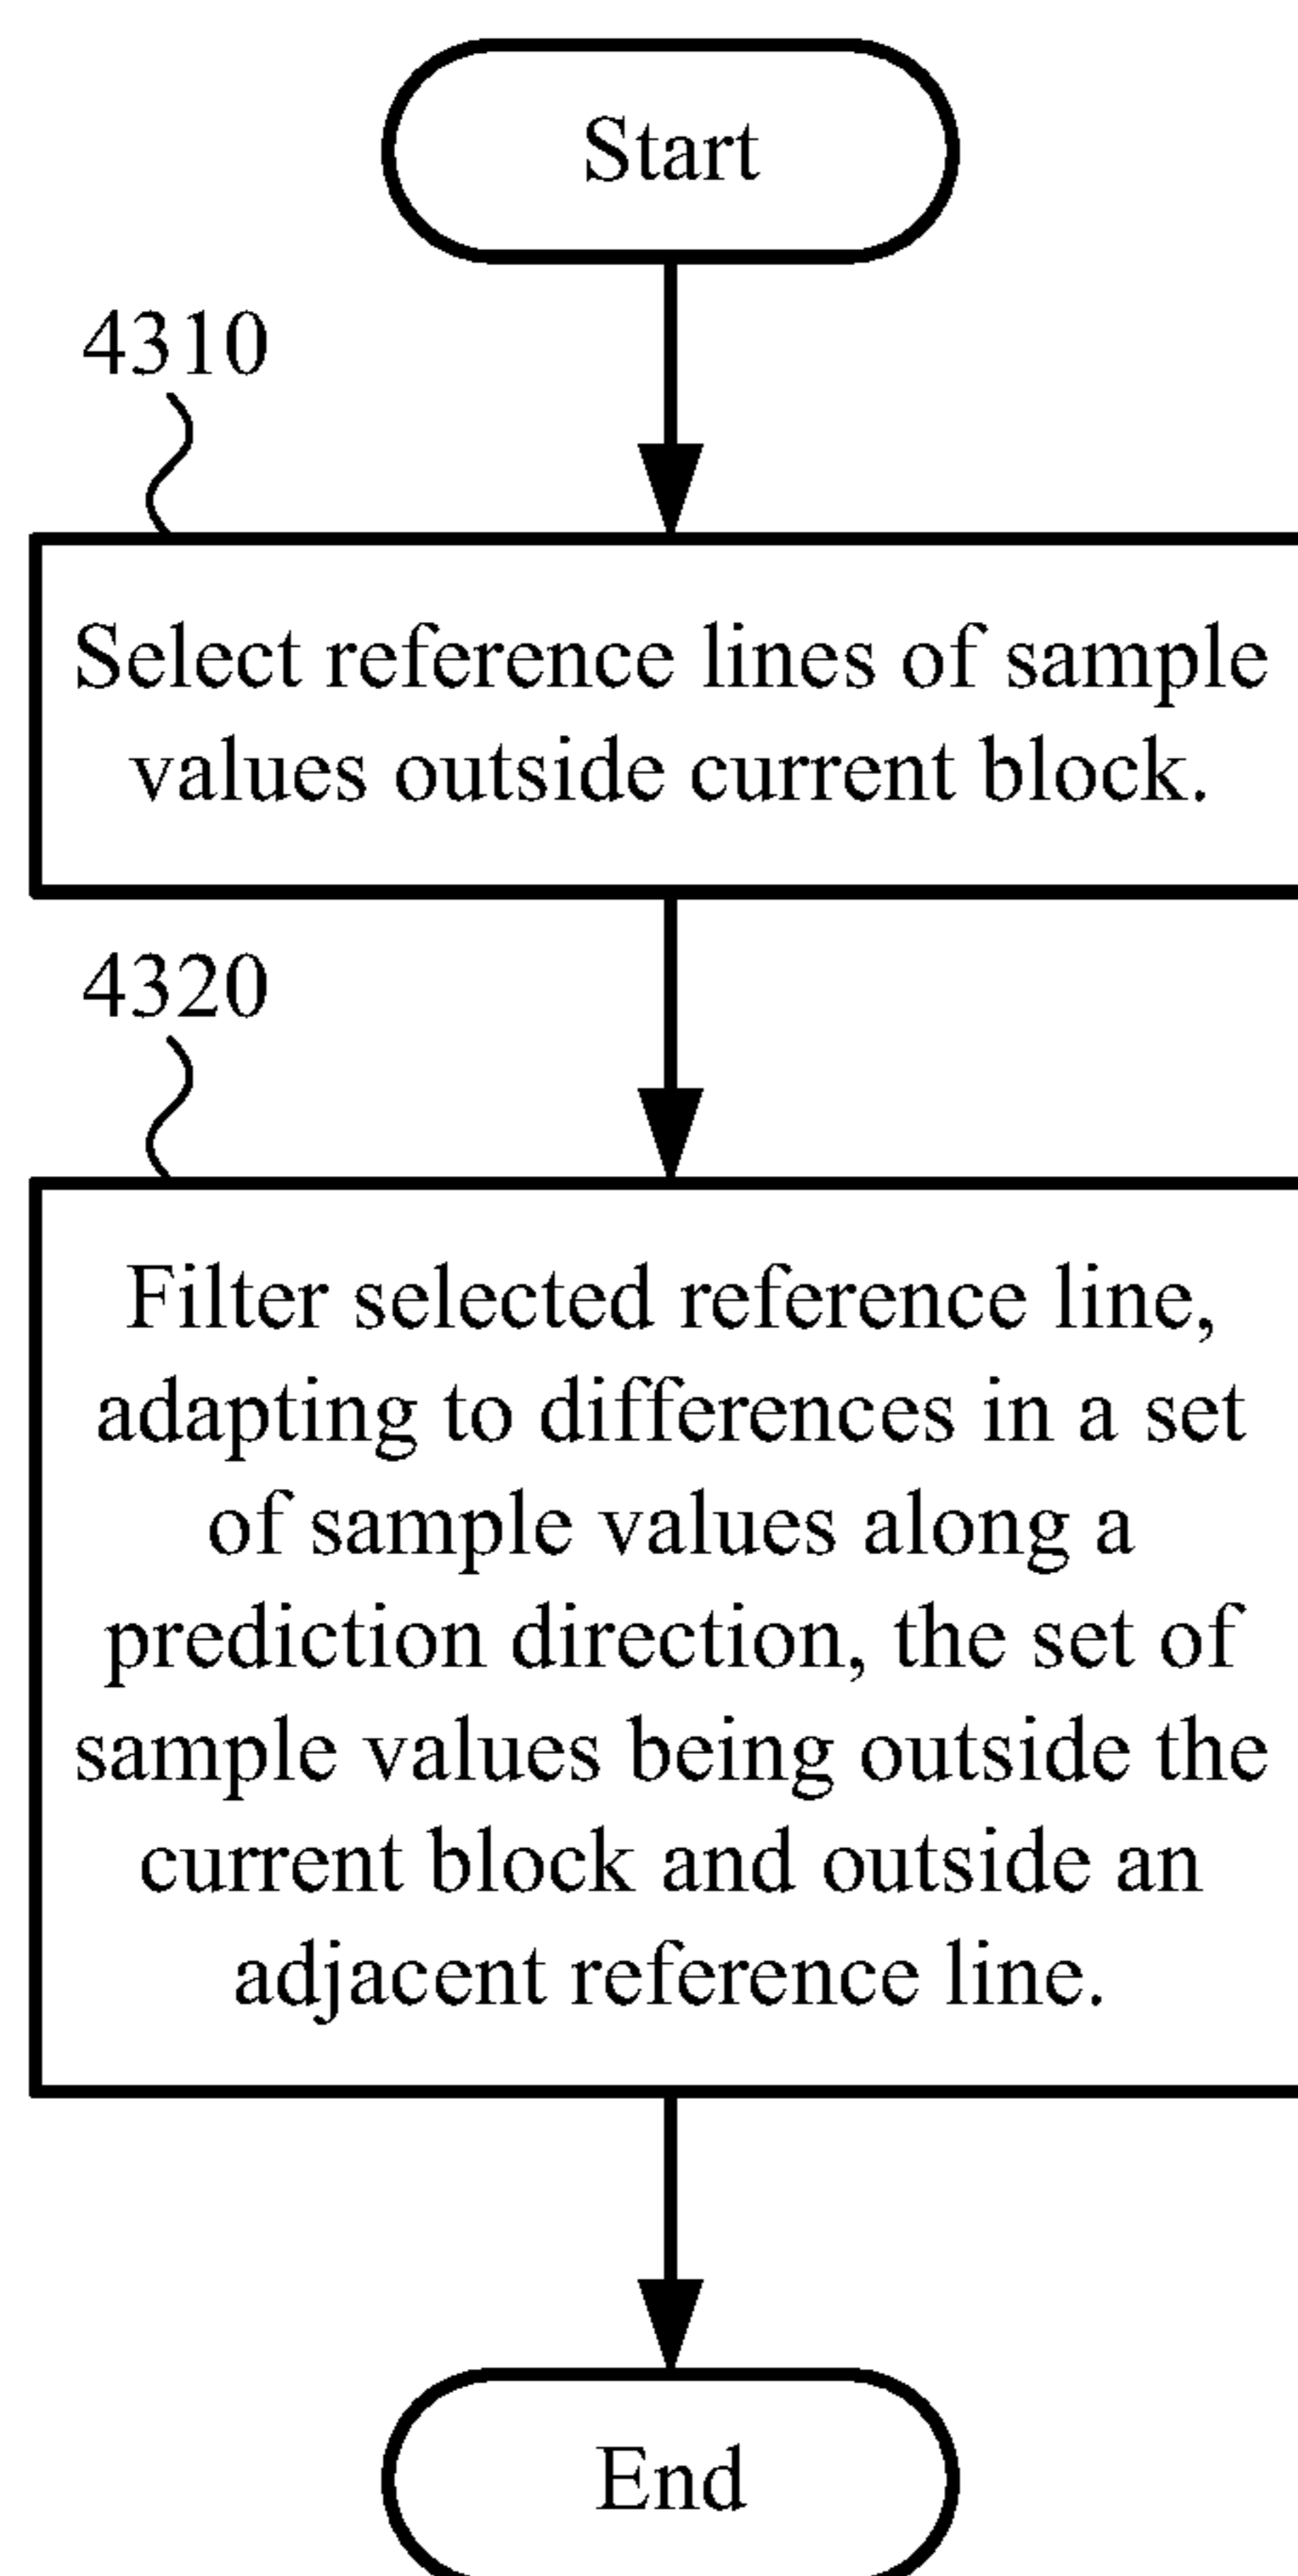 Start
4310
Select reference lines of sample
values outside current block.
4320
Filter selected reference line,
adapting to differences in a set
of sample values along a
prediction direction, the set of
sample values being outside the
current block and outside an
adjacent reference line.
End